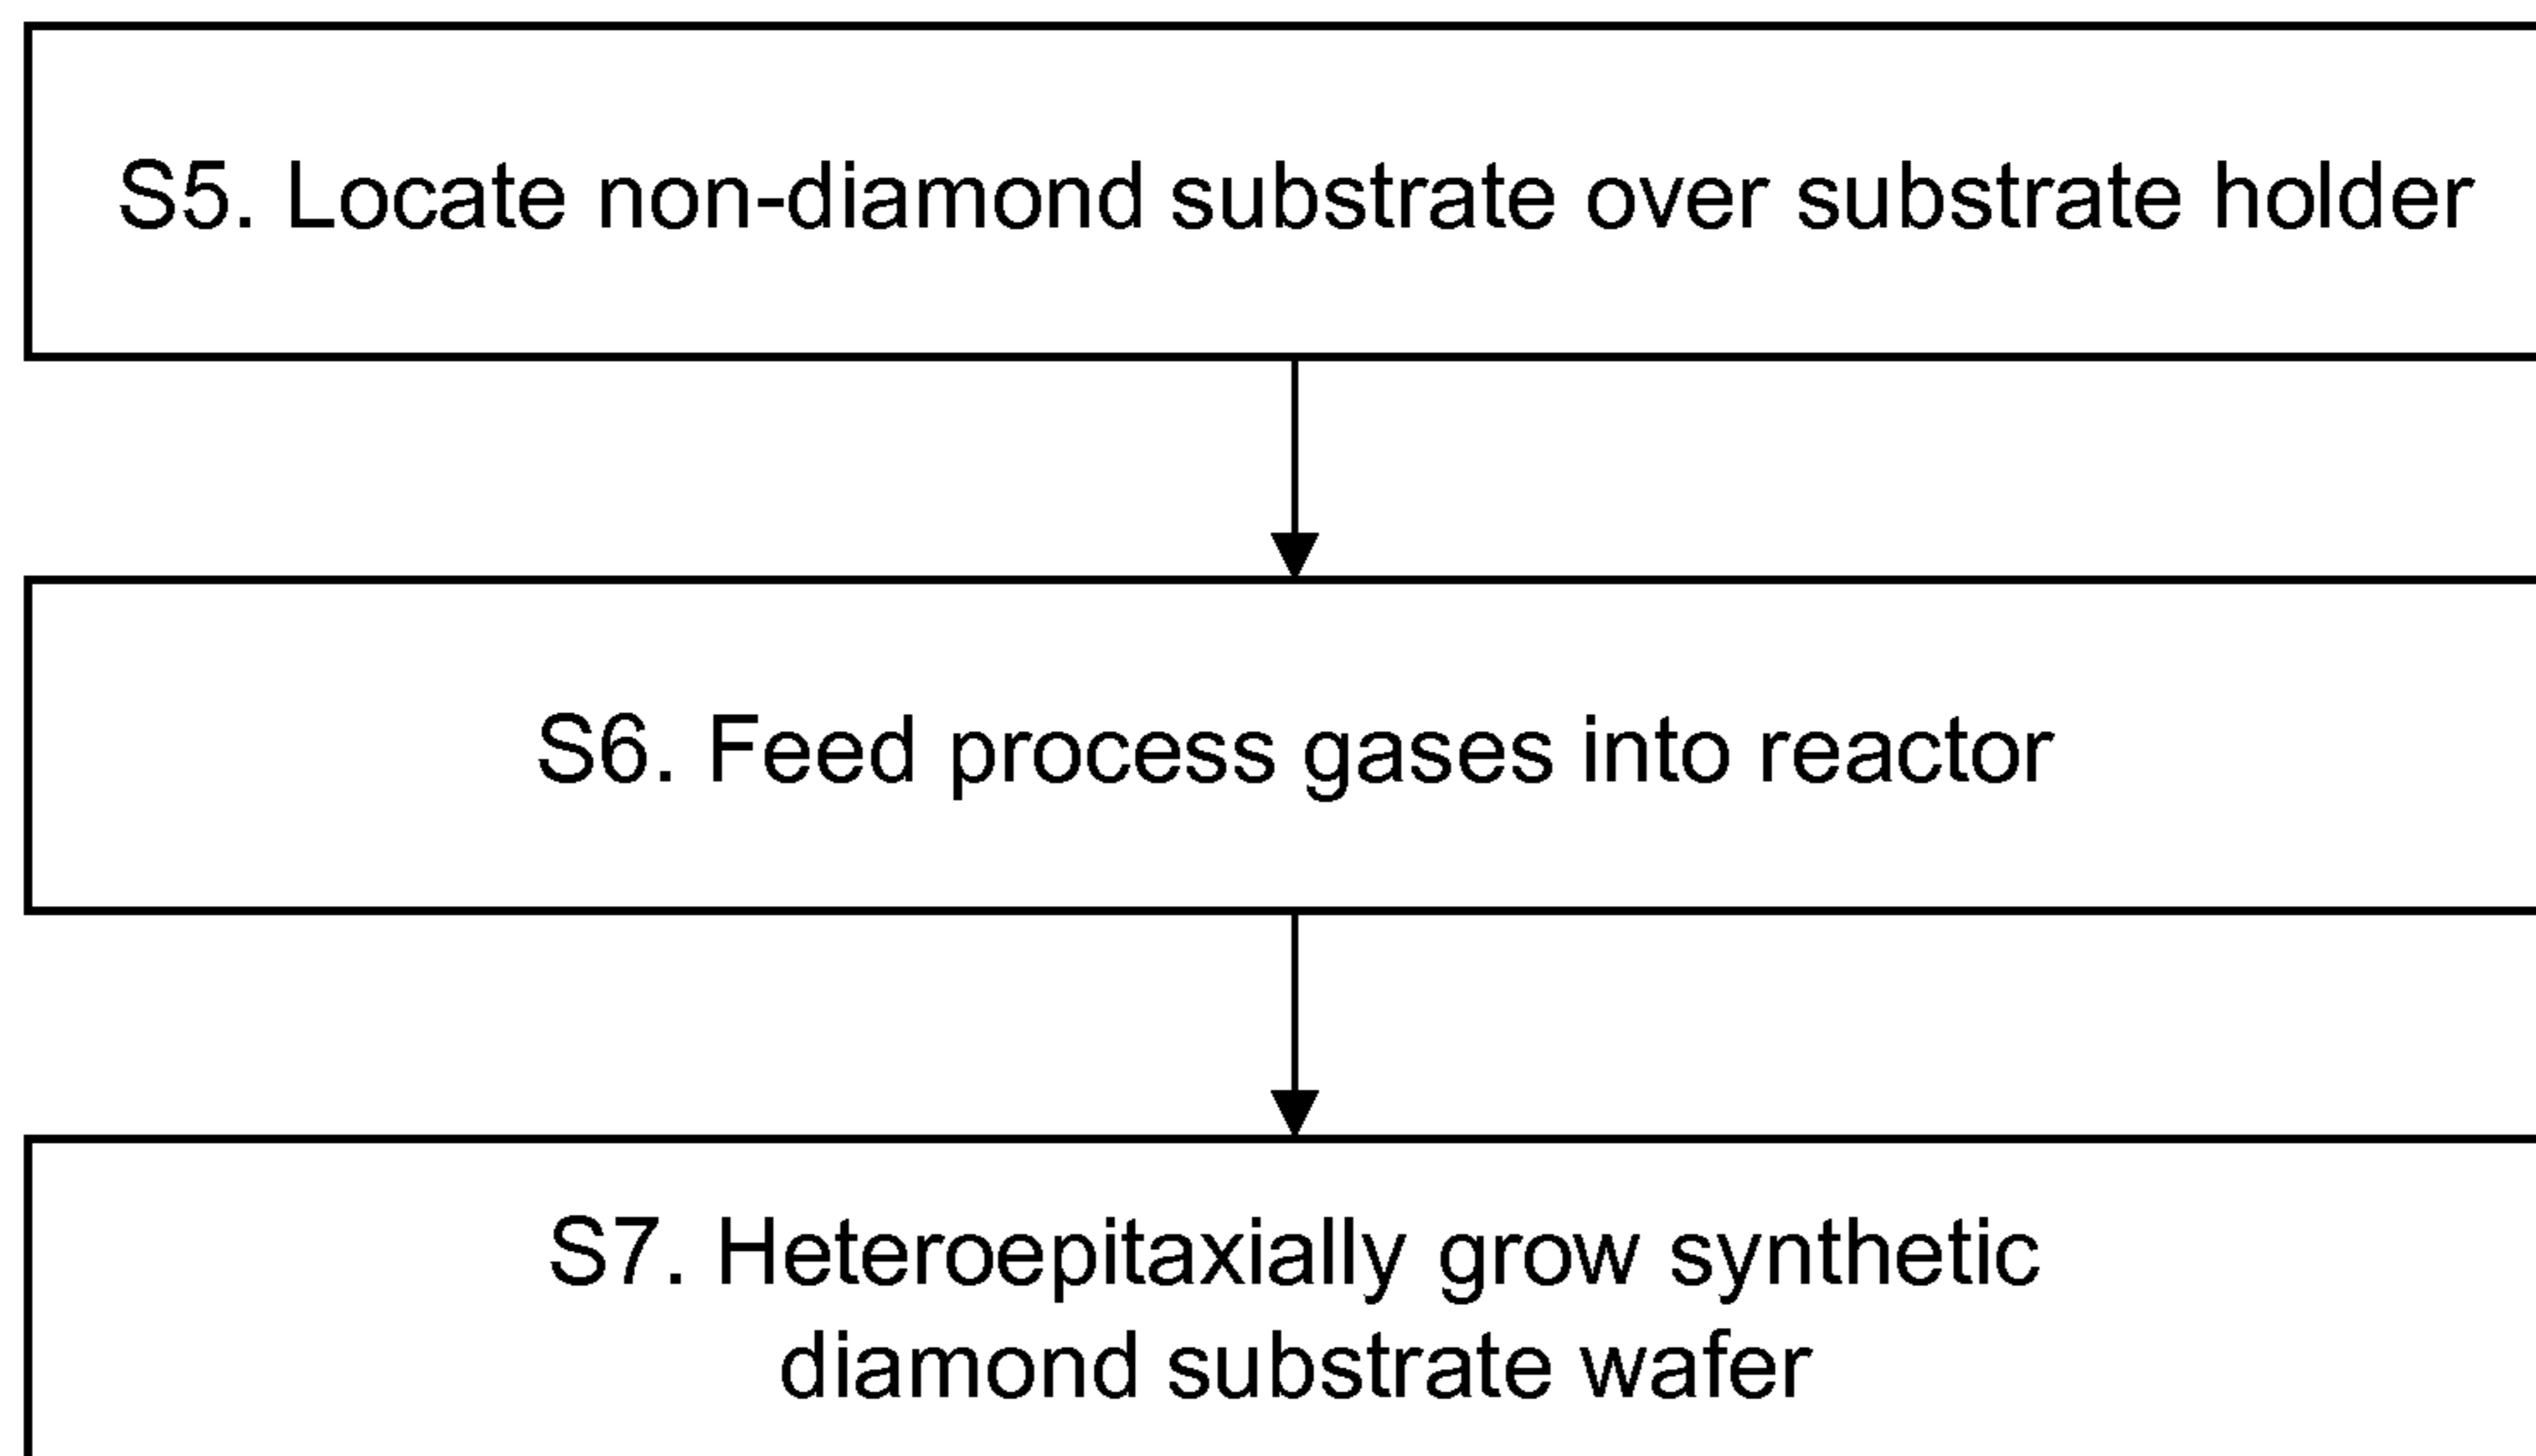 S5. Locate non-diamond substrate over substrate holder
S6. Feed process gases into reactor
S7. Heteroepitaxially grow synthetic
diamond substrate wafer